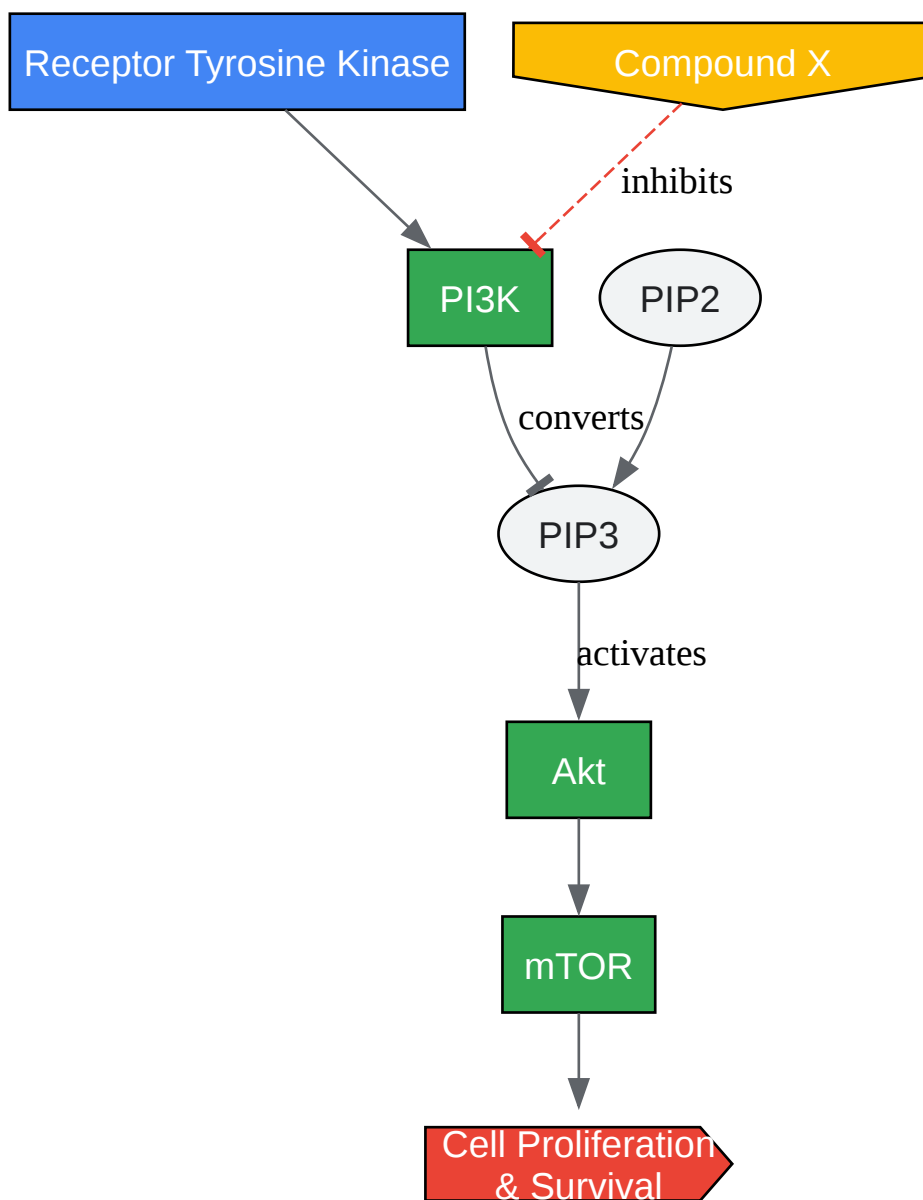 Receptor Tyrosine Kinase
Compound X
inhibits
PI3K
PIP2
converts
PIP3
activates
Akt
mTOR
Cell Proliferation
& Survival